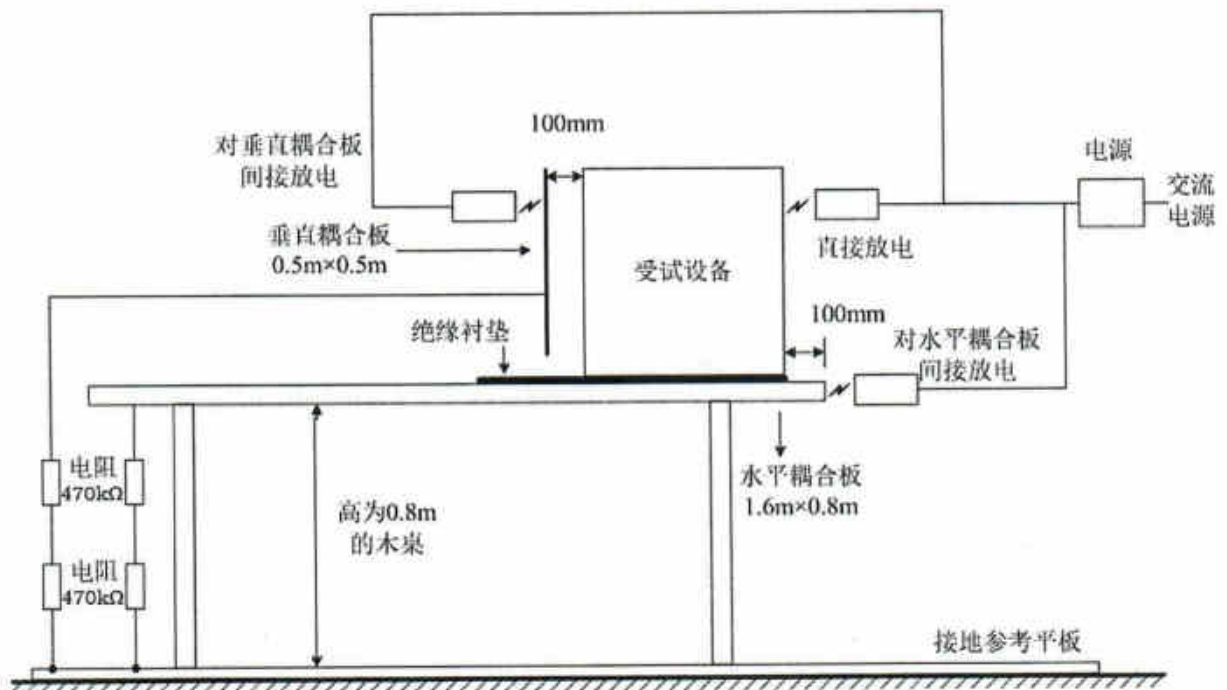 100mm
对垂直耦合板
间接放电
电源
交流
电源
垂直耦合板
0.5m×0.5m
直接放电
受试设备
100mm
绝缘衬垫
对水平耦合板
间接放电
电阻
470kΩ
水平耦合板
1.6m×0.8m
高为0.8m
的木桌
电阻
470kΩ
接地参考平板